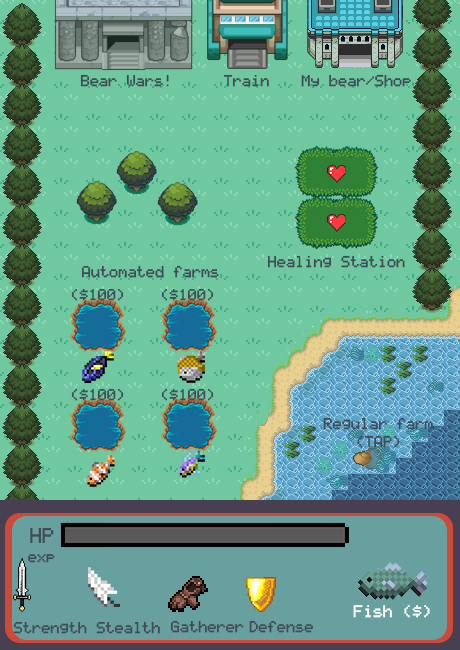 Bear Wars! Train My bear/Shop
Healing Station
Automated farms
($100) ($100)
($100) ($100)
Regular farm
(TAP)
HP
exp
Fish ($)
Strength Stealth Gatherer Defense